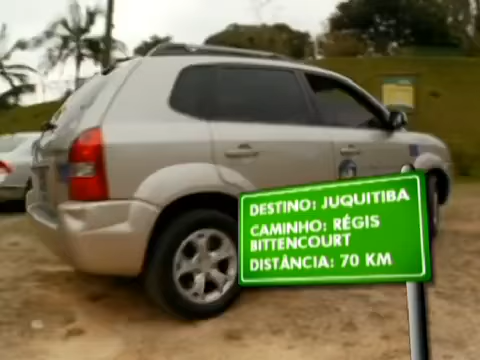 DESTINO: JUQUITIBA
CAMINHO: RÉGIS
BITTENCOURT
DISTÂNCIA: 70 KM